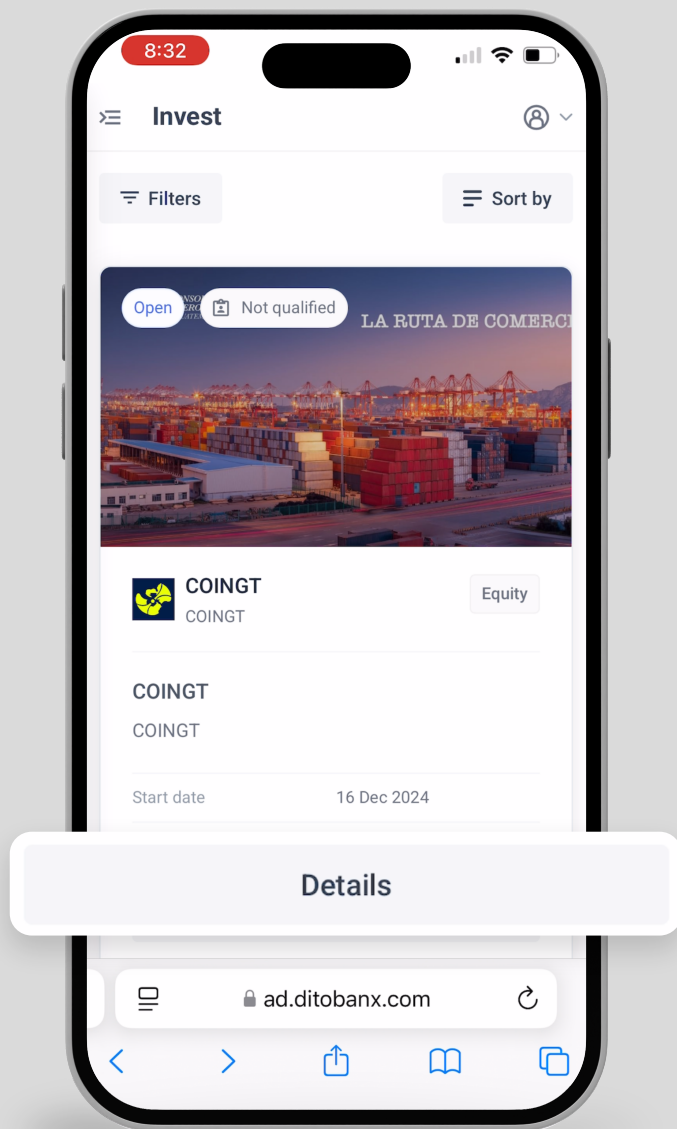 8:32
Invest
Filters
Sort by
Open
Not qualified
LA RUTA DE COMERCI
COINGT
COINGT
Equity
COINGT
COINGT
Start date 16 Dec 2024
Details
ad.ditobanx.com